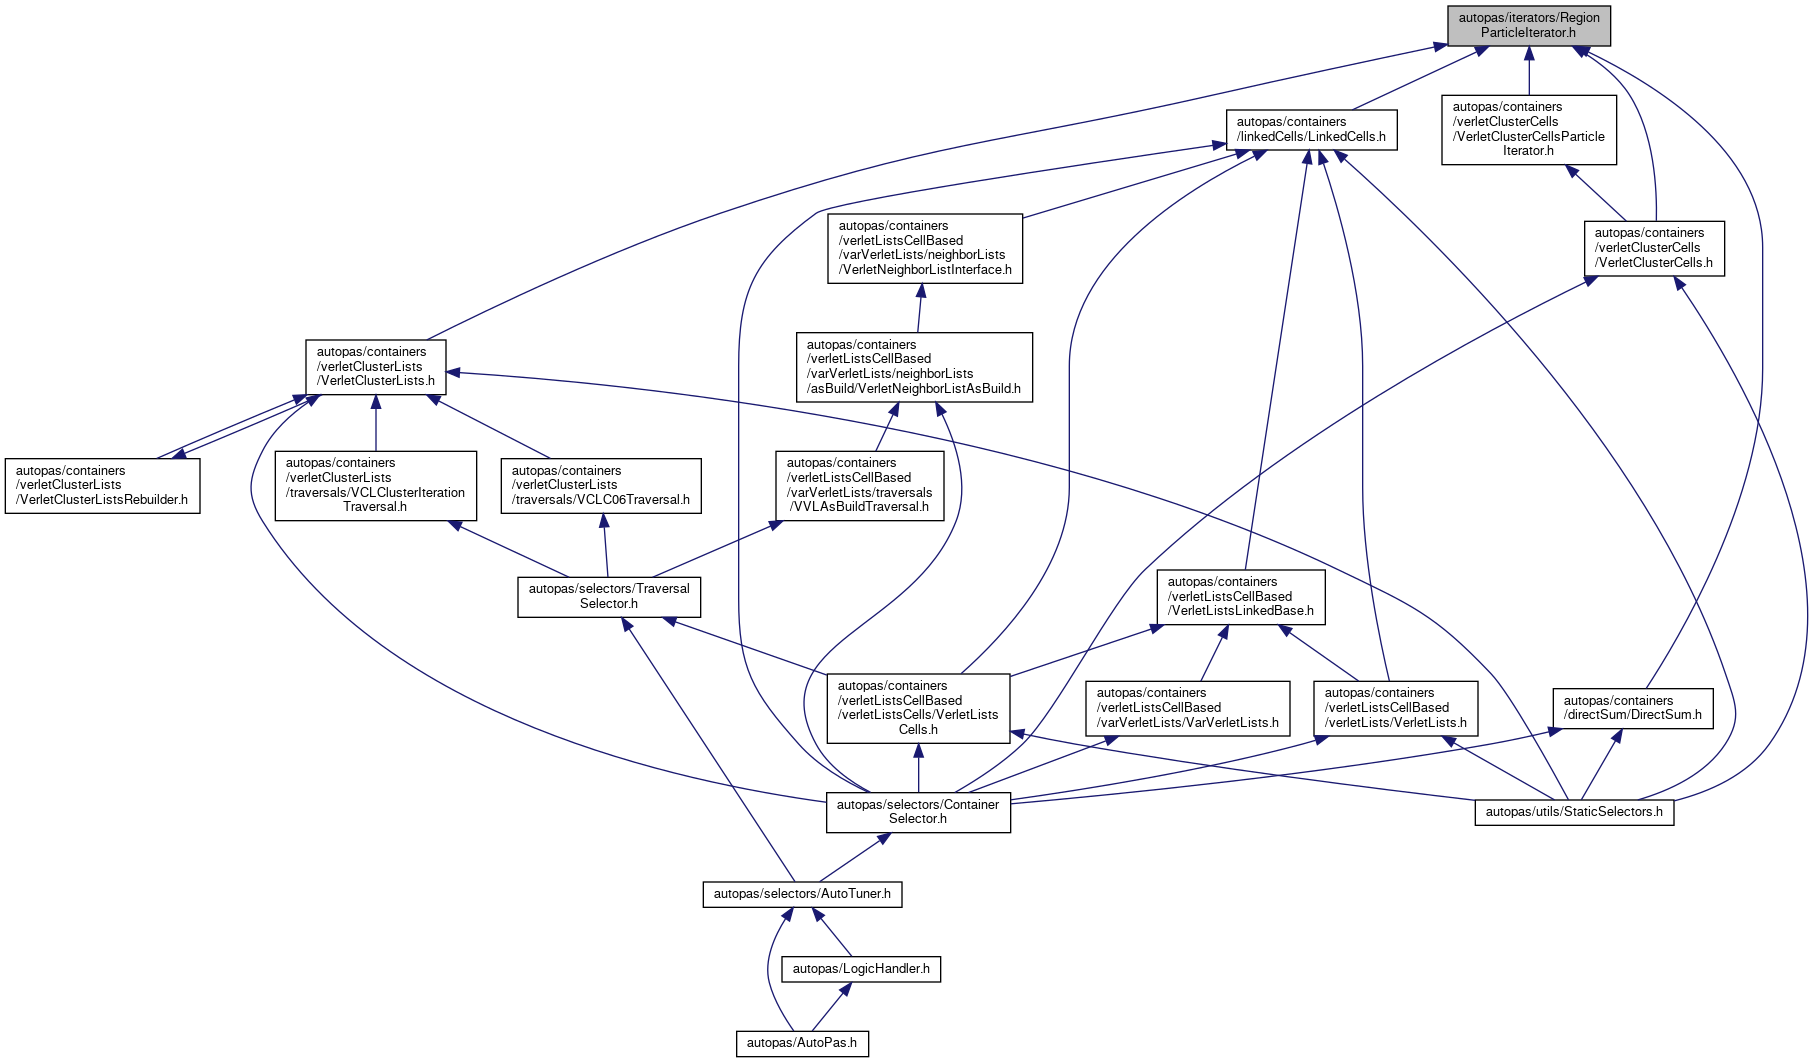 autopas/iterators/Region
ParticleIterator.h
autopas/containers
/linkedCells/LinkedCells.h
autopas/containers
/verletClusterCells
/VerletClusterCellsParticle
Iterator.h
autopas/containers
/verletListsCellBased
/varVerletLists/neighborLists
/VerletNeighborListInterface.h
autopas/containers
/verletClusterCells
/VerletClusterCells.h
autopas/containers
/verletClusterLists
/VerletClusterLists.h
autopas/containers
/verletListsCellBased
/varVerletLists/neighborLists
/asBuild/VerletNeighborListAsBuild.h
autopas/containers
/verletClusterLists
/VerletClusterListsRebuilder.h
autopas/containers
/verletClusterLists
/traversals/VCLClusterIteration
Traversal.h
autopas/containers
/verletClusterLists
/traversals/VCLC06Traversal.h
autopas/containers
/verletListsCellBased
/varVerletLists/traversals
/VVLAsBuildTraversal.h
autopas/selectors/Traversal
Selector.h
autopas/containers
/verletListsCellBased
/VerletListsLinkedBase.h
autopas/containers
/verletListsCellBased
/verletListsCells/VerletLists
Cells.h
autopas/containers
/verletListsCellBased
/varVerletLists/VarVerletLists.h
autopas/containers
/verletListsCellBased
/verletLists/VerletLists.h
autopas/containers
/directSum/DirectSum.h
autopas/selectors/Container
Selector.h
autopas/utils/StaticSelectors.h
autopas/selectors/AutoTuner.h
autopas/LogicHandler.h
autopas/AutoPas.h